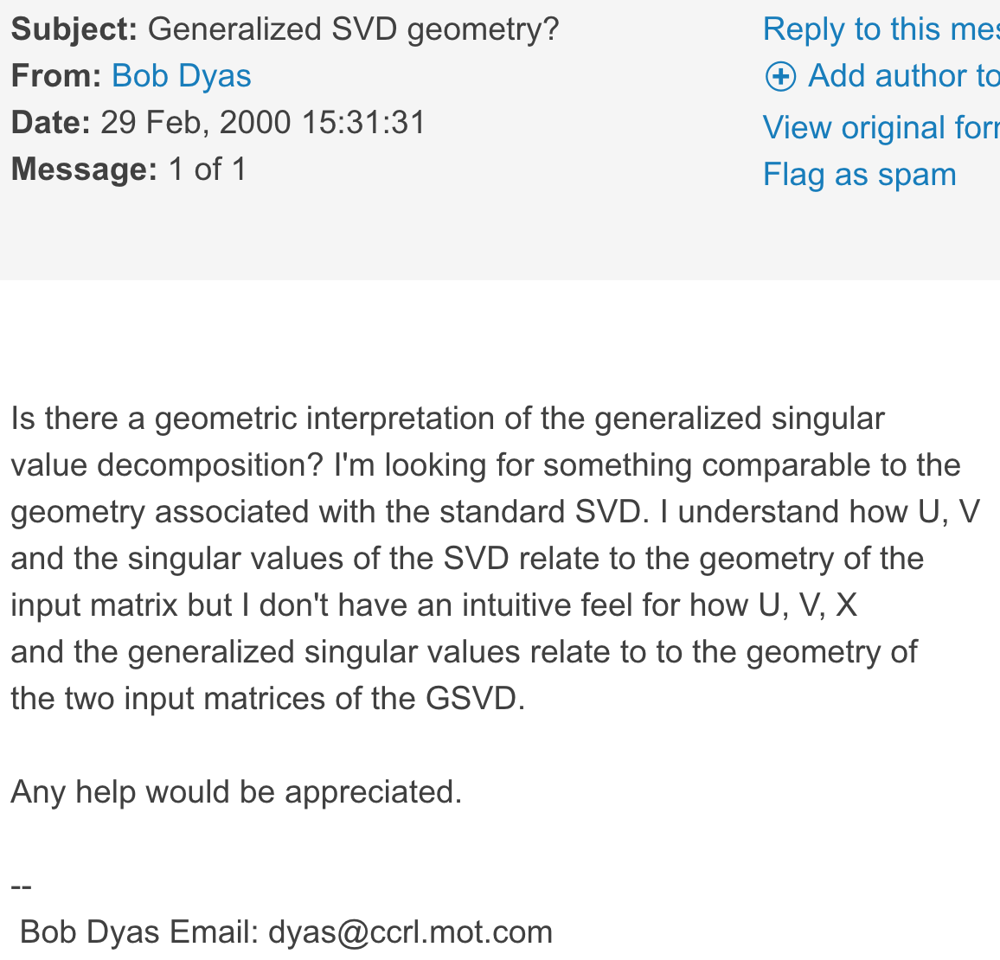 Subject: Generalized SVD geometry?
From: Bob Dyas
Date: 29 Feb, 2000 15:31:31
Message: 1 of 1
Reply to this mes
Add author to
View original for
Flag as spam
Is there a geometric interpretation of the generalized singular
value decomposition? I'm looking for something comparable to the
geometry associated with the standard SVD. I understand how U, V
and the singular values of the SVD relate to the geometry of the
input matrix but I don't have an intuitive feel for how U, V, X
and the generalized singular values relate to to the geometry of
the two input matrices of the GSVD.
Any help would be appreciated.
--
Bob Dyas Email: dyas@ccrl.mot.com